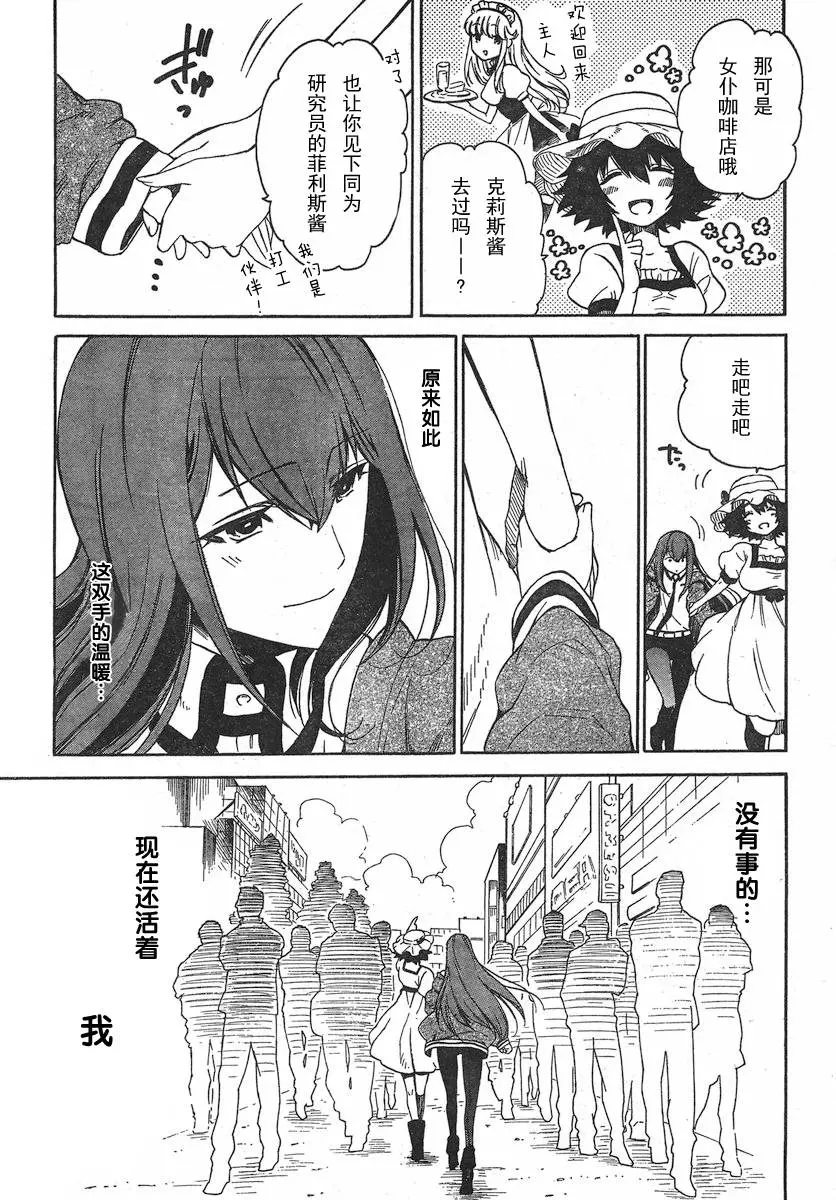 那可是
女仆咖啡店哦
欢迎回来
主人
克莉斯酱
去过吗——?
对了
也让你见下同为
研究员的菲利斯酱
我们是
打工
伙伴!
ぎゅっ
走吧走吧
たっ
原来如此
这双手的温暖…
没有事的…
现在还活着
我